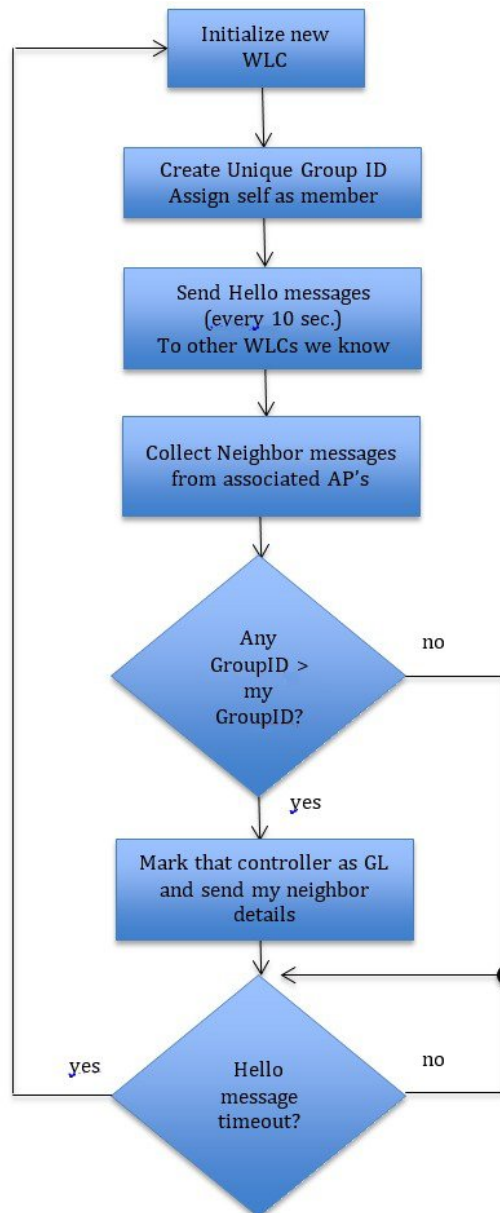 Initialize new
WLC
Create Unique Group ID
Assign self as member
Send Hello messages
(every 10 sec.)
To other WLCs we know
Collect Neighbor messages
from associated AP's
Any
GroupID >
my
GroupID?
no
yes
Mark that controller as GL
and send my neighbor
details
yes
Hello
message
timeout?
no